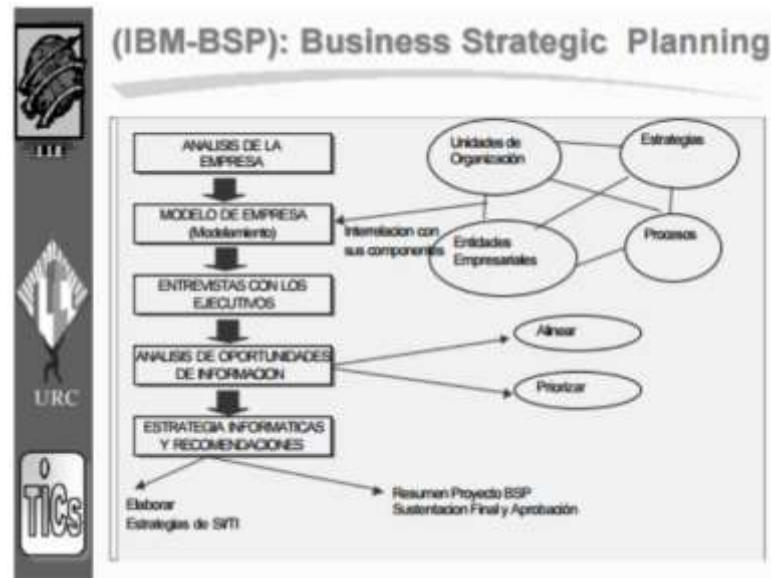 (IBM-BSP): Business Strategic Planning
ANALISIS DE LA
EMPRESA
MODELO DE EMPRESA
(Modelamiento)
ENTREVISTAS CON LOS
EJECUTIVOS
ANALISIS DE OPORTUNIDADES
DE INFORMACION
ESTRATEGIA INFORMATICAS
Y RECOMENDACIONES
Elaborar
Estrategias de SI/TI
Resumen Proyecto BSP
Sustentacion Final y Aprobación
Unidades de
Organización
Estrategias
Interrelacion con
sus componentes
Entidades
Empresariales
Procesos
Alinear
Priorizar
URC
TICs